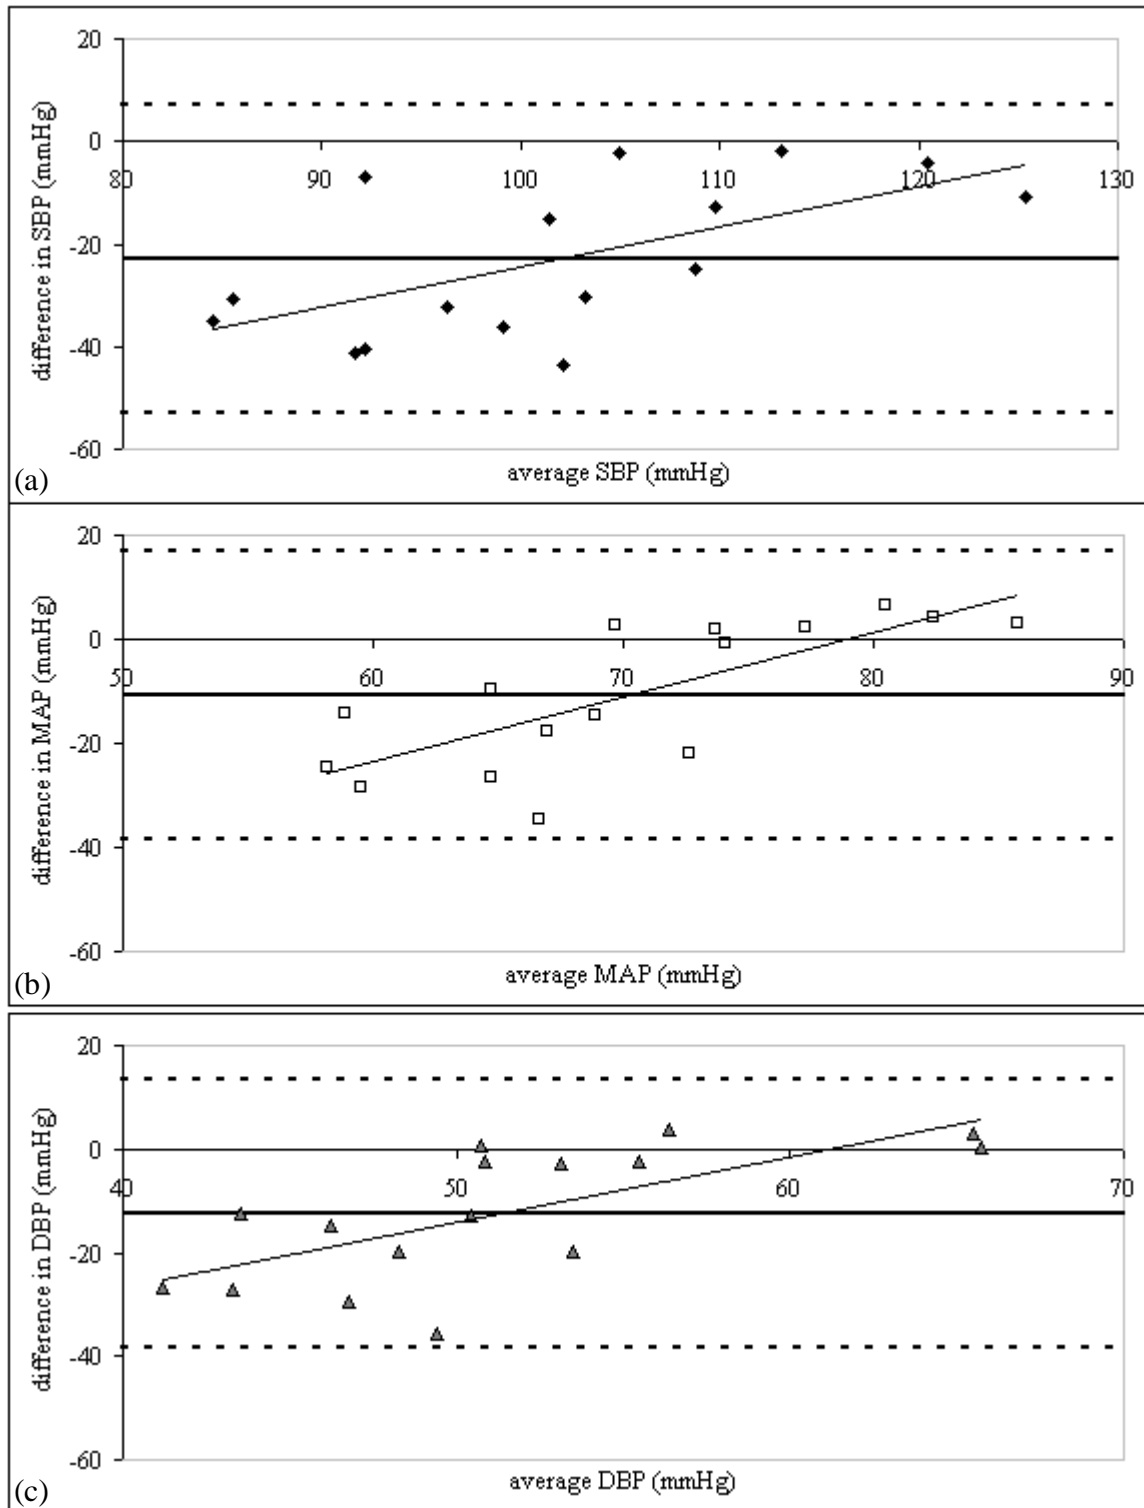 20
0
-20
-40
-60
80 90 100 110 120 130
difference in SBP (mmHg)
average SBP (mmHg)
(a)
20
0
-20
-40
-60
50 60 70 80 90
difference in MAP (mmHg)
average MAP (mmHg)
(b)
20
0
-20
-40
-60
40 50 60 70
difference in DBP (mmHg)
average DBP (mmHg)
(c)